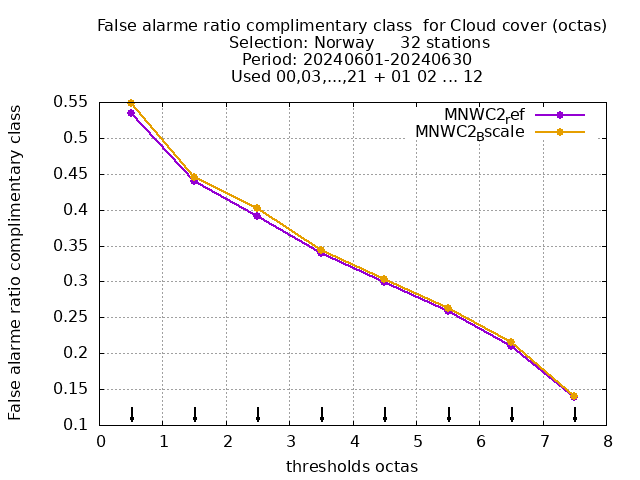 False alarme ratio complimentary class  for Cloud cover (octas)
Selection: Norway     32 stations
Period: 20240601-20240630
Used 00,03,...,21 + 01 02 ... 12
False alarme ratio complimentary class
0.55
0.5
0.45
0.4
0.35
0.3
0.25
0.2
0.15
0.1
MNWC2ref
MNWC2Bscale
0 1 2 3 4 5 6 7 8
thresholds octas